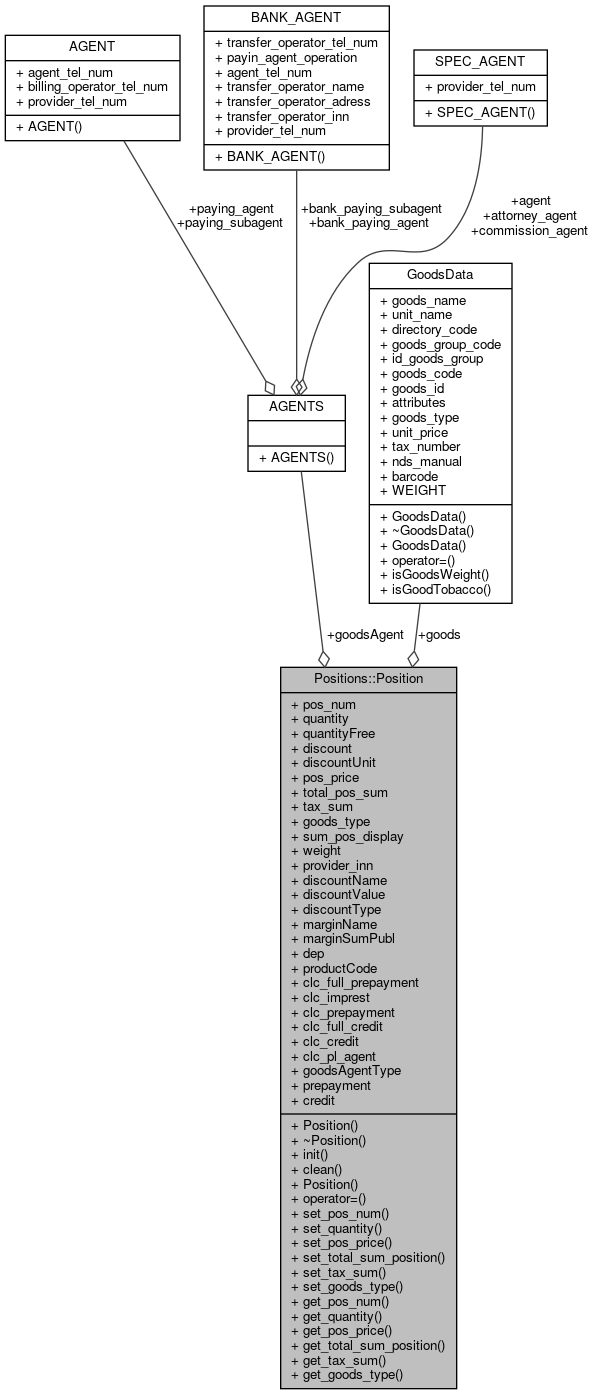 AGENT
+ agent_tel_num
+ billing_operator_tel_num
+ provider_tel_num
+ AGENT()
BANK_AGENT
+ transfer_operator_tel_num
+ payin_agent_operation
+ agent_tel_num
+ transfer_operator_name
+ transfer_operator_adress
+ transfer_operator_inn
+ provider_tel_num
+ BANK_AGENT()
SPEC_AGENT
+ provider_tel_num
+ SPEC_AGENT()
+paying_agent
+paying_subagent
+bank_paying_subagent
+bank_paying_agent
+agent
+attorney_agent
+commission_agent
GoodsData
+ goods_name
+ unit_name
+ directory_code
+ goods_group_code
+ id_goods_group
+ goods_code
+ goods_id
+ attributes
+ goods_type
+ unit_price
+ tax_number
+ nds_manual
+ barcode
+ WEIGHT
+ GoodsData()
+ ~GoodsData()
+ GoodsData()
+ operator=()
+ isGoodsWeight()
+ isGoodTobacco()
AGENTS
+ AGENTS()
+goodsAgent
+goods
Positions::Position
+ pos_num
+ quantity
+ quantityFree
+ discount
+ discountUnit
+ pos_price
+ total_pos_sum
+ tax_sum
+ goods_type
+ sum_pos_display
+ weight
+ provider_inn
+ discountName
+ discountValue
+ discountType
+ marginName
+ marginSumPubl
+ dep
+ productCode
+ clc_full_prepayment
+ clc_imprest
+ clc_prepayment
+ clc_full_credit
+ clc_credit
+ clc_pl_agent
+ goodsAgentType
+ prepayment
+ credit
+ Position()
+ ~Position()
+ init()
+ clean()
+ Position()
+ operator=()
+ set_pos_num()
+ set_quantity()
+ set_pos_price()
+ set_total_sum_position()
+ set_tax_sum()
+ set_goods_type()
+ get_pos_num()
+ get_quantity()
+ get_pos_price()
+ get_total_sum_position()
+ get_tax_sum()
+ get_goods_type()